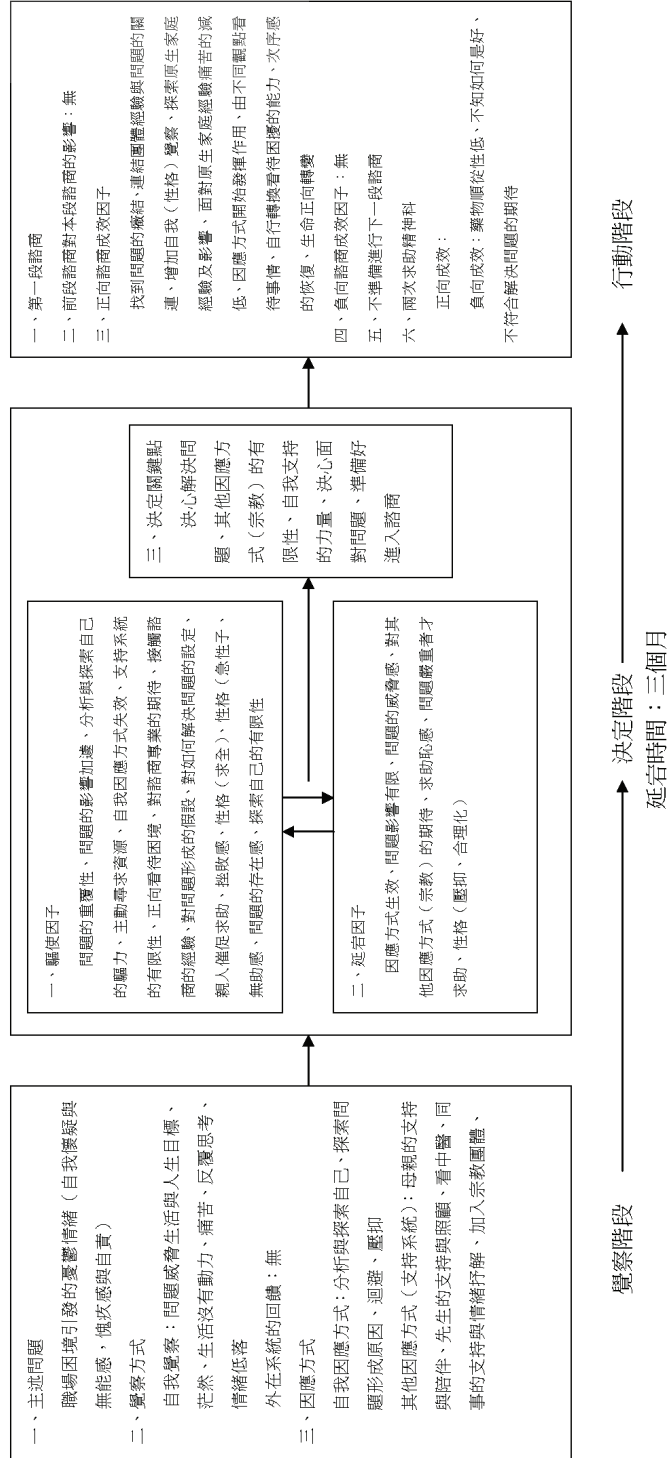 一、主述問題
職場困境引發的憂鬱情緒（自我懷疑與
無能感，愧疚感與自責）
二、覺察方式
自我覺察：問題威脅生活與人生目標、
茫然、生活沒有動力、痛苦、反覆思考、
情緒低落
外在系統的回饋：無
三、因應方式
自我因應方式：分析與探索自己、探索問
題形成原因、迴避、壓抑
其他因應方式（支持系統）：母親的支持
與陪伴、先生的支持與照顧、看中醫、同
事的支持與情緒抒解、加入宗教團體、
一、驅使因子
問題的重覆性、問題的影響加遽、分析與探索自己
的驅力、主動尋求資源、自我因應方式失效、支持系統
的有限性、正向看待困境、對諮商專業的期待、接觸諮
商的經驗、對問題形成的假設、對如何解決問題的設定、
親人催促求助、挫敗感、性格（求全）、性格（急性子、
無助感、問題的存在感、探索自己的有限性
二、延宕因子
因應方式生效、問題影響有限、問題的威脅感、對其
他因應方式（宗教）的期待、求助恥感、問題嚴重者才
求助、性格（壓抑、合理化）
三、決定關鍵點
決心解決問
題、其他因應方
式（宗教）的有
限性、自我支持
的力量、決心面
對問題、準備好
進入諮商
一、第一段諮商
二、前段諮商對本段諮商的影響：無
三、正向諮商成效因子
找到問題的癥結、連結團體經驗與問題的關
連、增加自我（性格）覺察、探索原生家庭
經驗及影響、面對原生家庭經驗痛苦的減
低、因應方式開始發揮作用、由不同觀點看
待事情、自行轉換看待困擾的能力、次序感
的恢復、生命正向轉變
四、負向諮商成效因子：無
五、不準備進行下一段諮商
六、兩次求助精神科
正向成效：
負向成效：藥物順從性低、不知如何是好、
不符合解決問題的期待
覺察階段
決定階段
行動階段
延宕時間：三個月